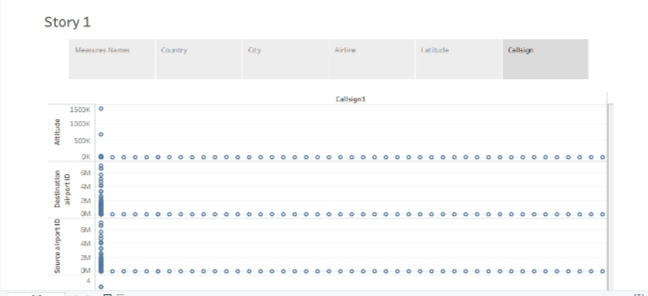 Story 1
Measures Names
Country
City
Airline
Latitude
Callsign
Callsign1
Altitude
1500K
1000K
500K
0K
Destination
airport ID
6M
4M
2M
0M
Source airport ID
6M
4M
2M
0M
4